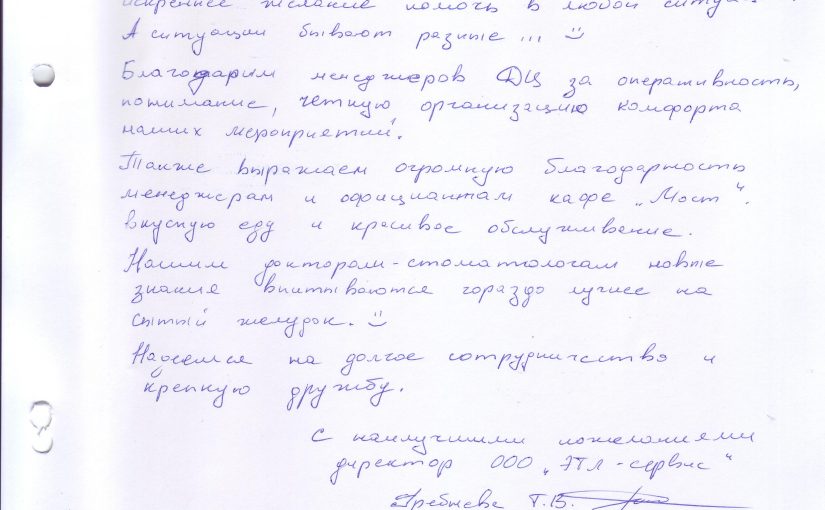 искреннее желание помочь в любой ситуа
А ситуации бывают разные... ☺
Благодарим менеджеров ДЦ за оперативность,
понимание, четкую организацию комфорта
наших мероприятий.
Также выражаем огромную благодарность
менеджерам и официантам кафе „Мост“.
вкусную еду и красивое обслуживание.
Нашим докторам-стоматологам новые
знания впитываются гораздо лучше на
сытый желудок. ☺
Надеемся на долгое сотрудничество и
крепкую дружбу.
С наилучшими пожеланиями
директор ООО „ЭТЛ-сервис“
Гребнева Т.В.